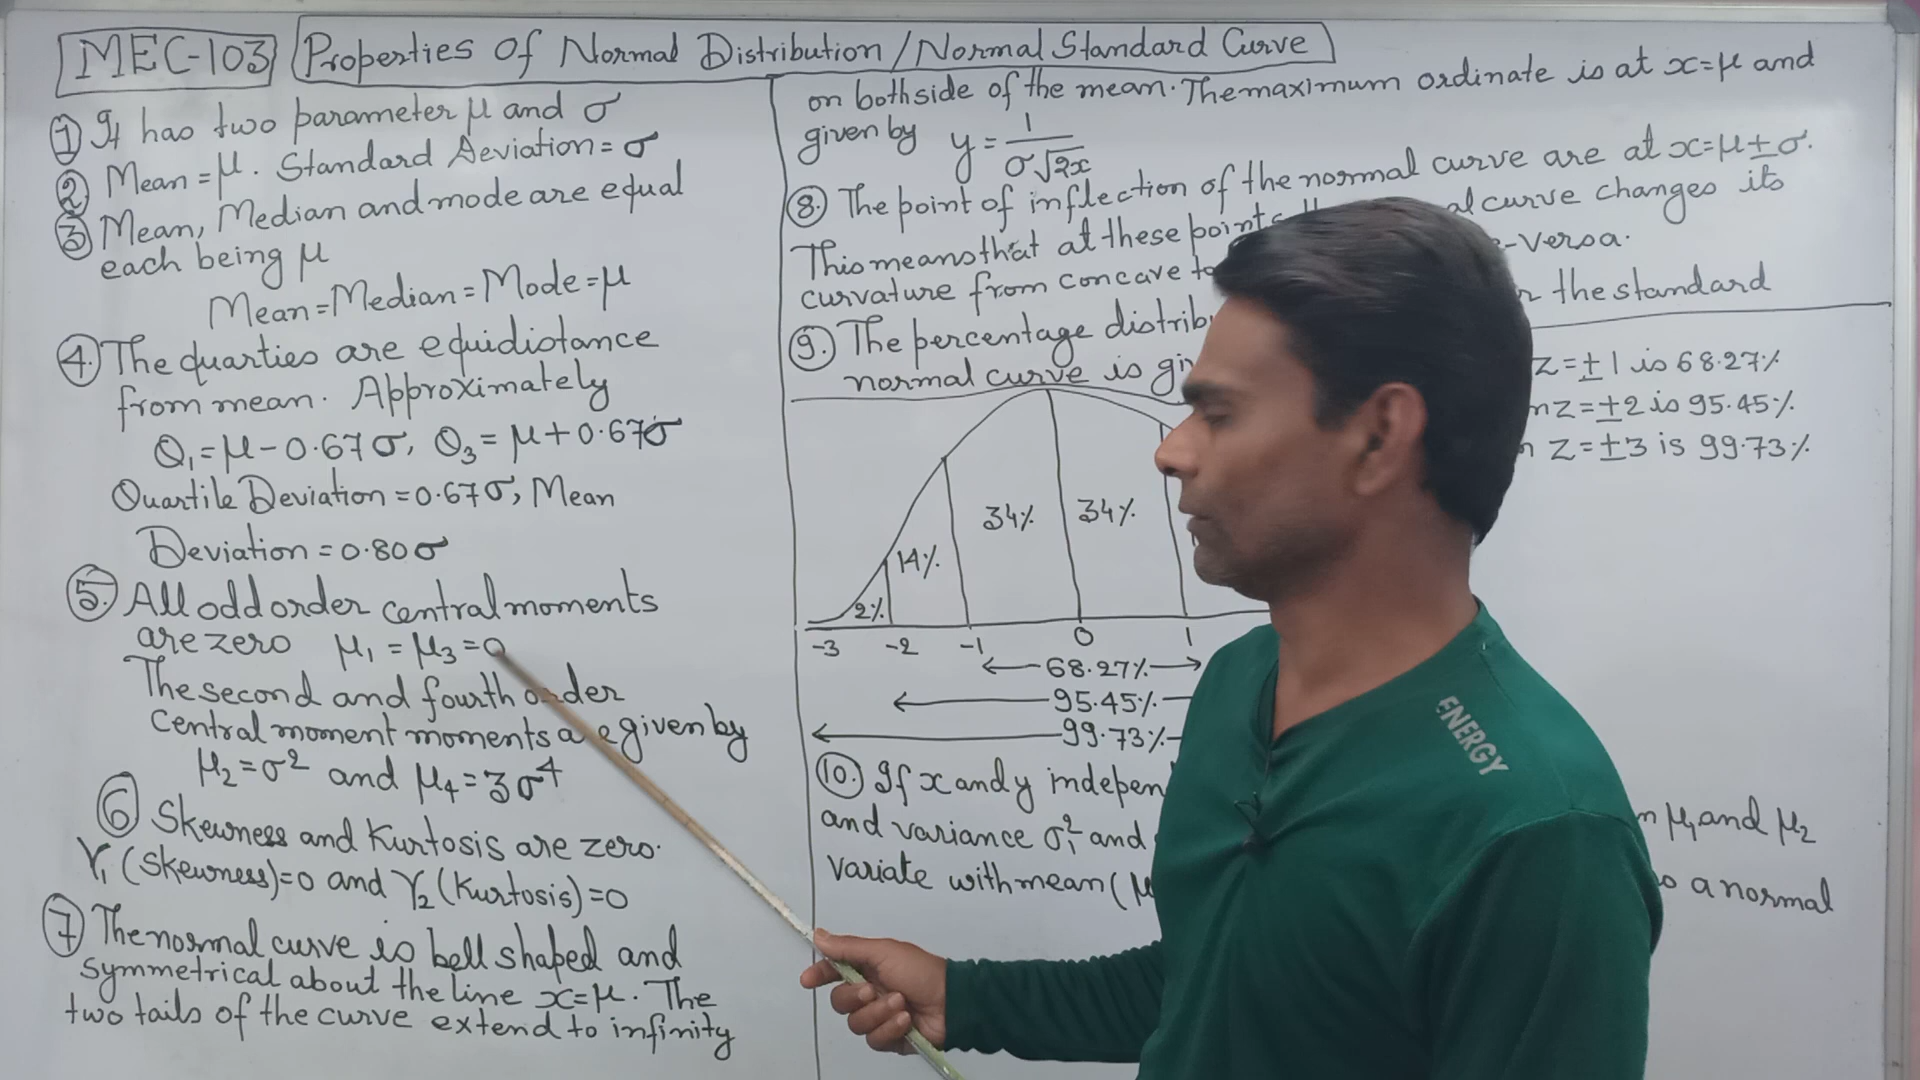 MEC-103 Properties Of Normal Distribution/Normal Standard Curve
① It has two parameter μ and σ
② Mean = μ. Standard Deviation = σ
③ Mean, Median and mode are equal
each being μ
Mean = Median = Mode = μ
④. The quarties are equidistance
from mean. Approximately
Q₁ = μ - 0.67σ, Q₃ = μ + 0.67σ
Quartile Deviation = 0.67σ, Mean
Deviation = 0.80σ
⑤. All odd order central moments
are zero μ₁ = μ₃ = 0
The second and fourth order
central moment moments a e given by
μ₂ = σ² and μ₄ = 3σ⁴
⑥ Skewness and Kurtosis are zero.
γ₁ (Skewness) = 0 and γ₂ (Kurtosis) = 0
⑦ The normal curve is bell shaped and
symmetrical about the line x = μ. The
two tails of the curve extend to infinity
on both side of the mean. The maximum ordinate is at x = μ and
given by y = 1/σ√2x
⑧. The point of inflection of the normal curve are at x = μ ± σ.
This means that at these points curve changes its
curvature from concave to -versa.
⑨. The percentage the standard
normal curve is
z = ±1 is 68.27%
z = ±2 is 95.45%
z = ±3 is 99.73%
34% 34%
14%
2%
-3 -2 -1 0 1
68.27%
95.45%
99.73%
⑩. If x and y and μ₂
and variance σ₁² and a normal
variate with mean (μ
ENERGY